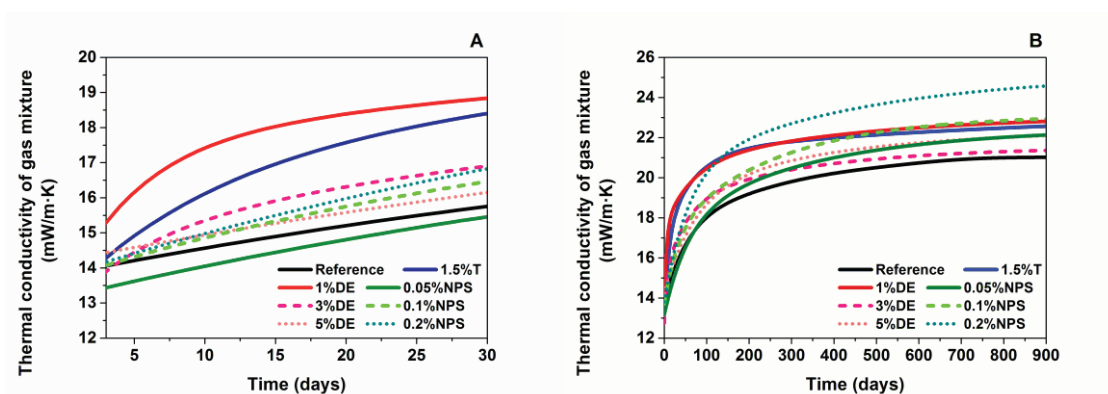 A
Thermal conductivity of gas mixture
(mW/m·K)
20
19
18
17
16
15
14
13
12
Reference
1.5%T
1%DE
0.05%NPS
3%DE
0.1%NPS
5%DE
0.2%NPS
5
10
15
20
25
30
Time (days)
B
Thermal conductivity of gas mixture
(mW/m·K)
26
24
22
20
18
16
14
12
Reference
1.5%T
1%DE
0.05%NPS
3%DE
0.1%NPS
5%DE
0.2%NPS
0
100
200
300
400
500
600
700
800
900
Time (days)